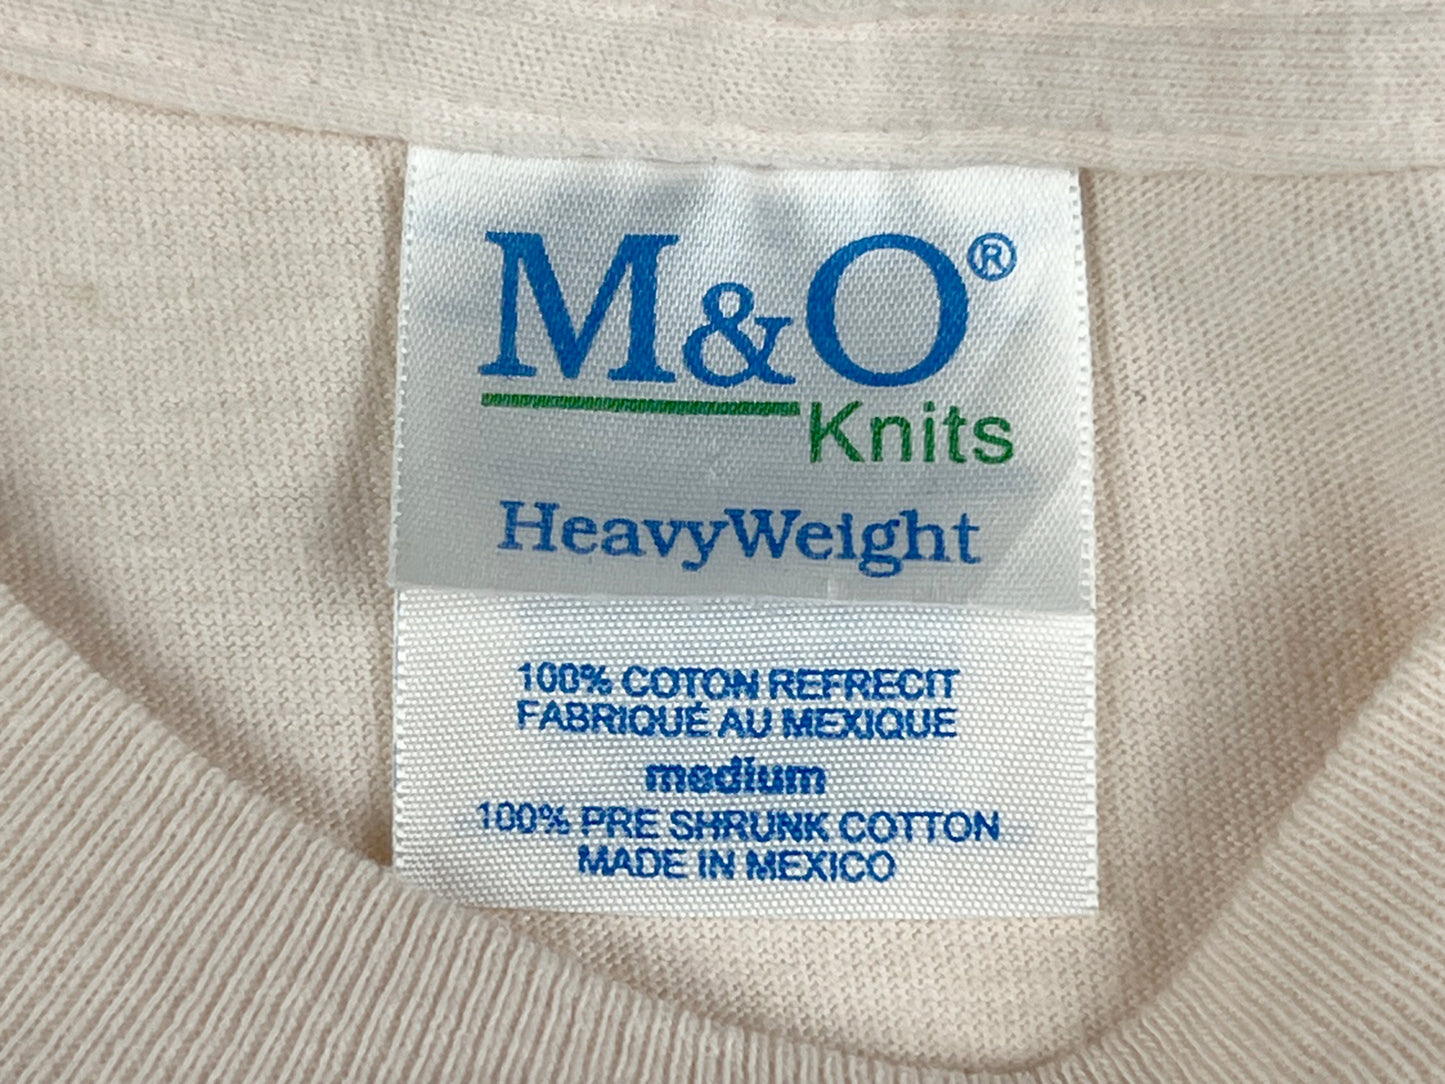 M&O®
Knits
HeavyWeight
100% COTON REFRECIT
FABRIQUÉ AU MEXIQUE
medium
100% PRE SHRUNK COTTON
MADE IN MEXICO